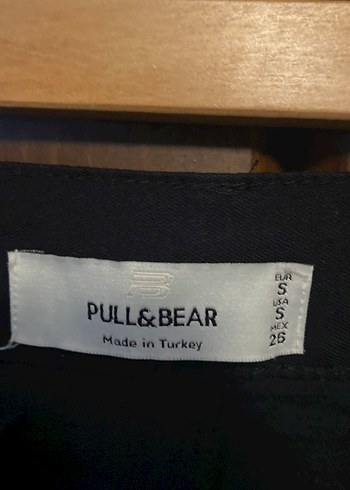 PULL&BEAR
Made in Turkey
EUR
S
USA
S
MEX
26